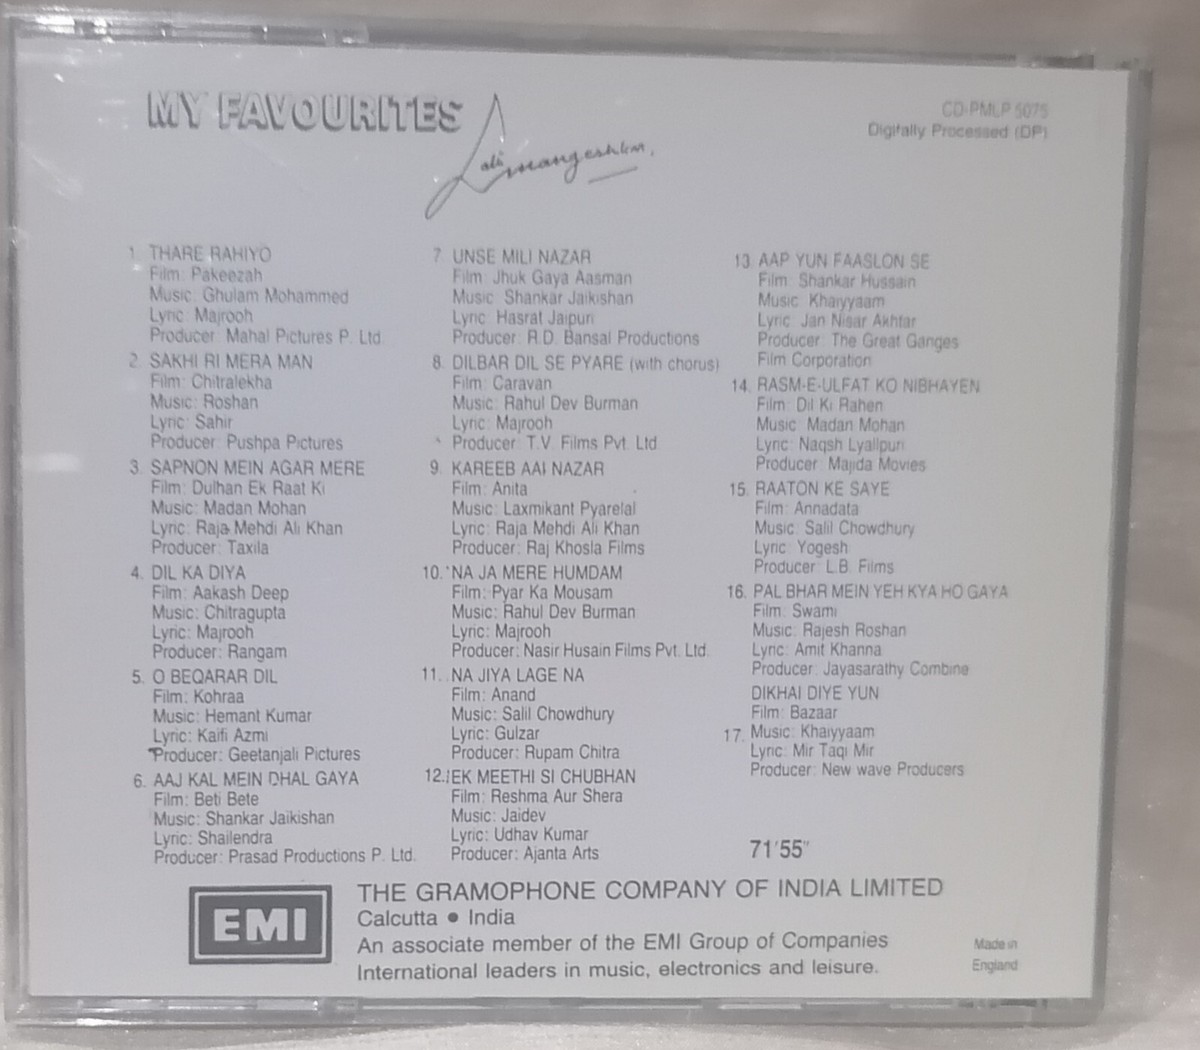 MY FAVOURITES
Lata mangeshkar.
CD-PMLP 5075
Digitally Processed (DP)
1. THARE RAHIYO
Film: Pakeezah
Music: Ghulam Mohammed
Lyric: Majrooh
Producer: Mahal Pictures P. Ltd.
2. SAKHI RI MERA MAN
Film: Chitralekha
Music: Roshan
Lyric: Sahir
Producer: Pushpa Pictures
3. SAPNON MEIN AGAR MERE
Film: Dulhan Ek Raat Ki
Music: Madan Mohan
Lyric: Raja Mehdi Ali Khan
Producer: Taxila
4. DIL KA DIYA
Film: Aakash Deep
Music: Chitragupta
Lyric: Majrooh
Producer: Rangam
5. O BEQARAR DIL
Film: Kohraa
Music: Hemant Kumar
Lyric: Kaifi Azmi
Producer: Geetanjali Pictures
6. AAJ KAL MEIN DHAL GAYA
Film: Beti Bete
Music: Shankar Jaikishan
Lyric: Shailendra
Producer: Prasad Productions P. Ltd.
7. UNSE MILI NAZAR
Film: Jhuk Gaya Aasman
Music: Shankar Jaikishan
Lyric: Hasrat Jaipuri
Producer: R.D. Bansal Productions
8. DILBAR DIL SE PYARE (with chorus)
Film: Caravan
Music: Rahul Dev Burman
Lyric: Majrooh
Producer: T.V. Films Pvt. Ltd.
9. KAREEB AAI NAZAR
Film: Anita
Music: Laxmikant Pyarelal
Lyric: Raja Mehdi Ali Khan
Producer: Raj Khosla Films
10. NA JA MERE HUMDAM
Film: Pyar Ka Mousam
Music: Rahul Dev Burman
Lyric: Majrooh
Producer: Nasir Husain Films Pvt. Ltd.
11. NA JIYA LAGE NA
Film: Anand
Music: Salil Chowdhury
Lyric: Gulzar
Producer: Rupam Chitra
12. EK MEETHI SI CHUBHAN
Film: Reshma Aur Shera
Music: Jaidev
Lyric: Udhav Kumar
Producer: Ajanta Arts
13. AAP YUN FAASLON SE
Film: Shankar Hussain
Music: Khaiyyaam
Lyric: Jan Nisar Akhtar
Producer: The Great Ganges
Film Corporation
14. RASM-E-ULFAT KO NIBHAYEN
Film: Dil Ki Rahen
Music: Madan Mohan
Lyric: Naqsh Lyallpuri
Producer: Majida Movies
15. RAATON KE SAYE
Film: Annadata
Music: Salil Chowdhury
Lyric: Yogesh
Producer: L.B. Films
16. PAL BHAR MEIN YEH KYA HO GAYA
Film: Swami
Music: Rajesh Roshan
Lyric: Amit Khanna
Producer: Jayasarathy Combine
DIKHAI DIYE YUN
Film: Bazaar
17. Music: Khaiyyaam
Lyric: Mir Taqi Mir
Producer: New wave Producers
71'55"
EMI
THE GRAMOPHONE COMPANY OF INDIA LIMITED
Calcutta • India
An associate member of the EMI Group of Companies
International leaders in music, electronics and leisure.
Made in
England